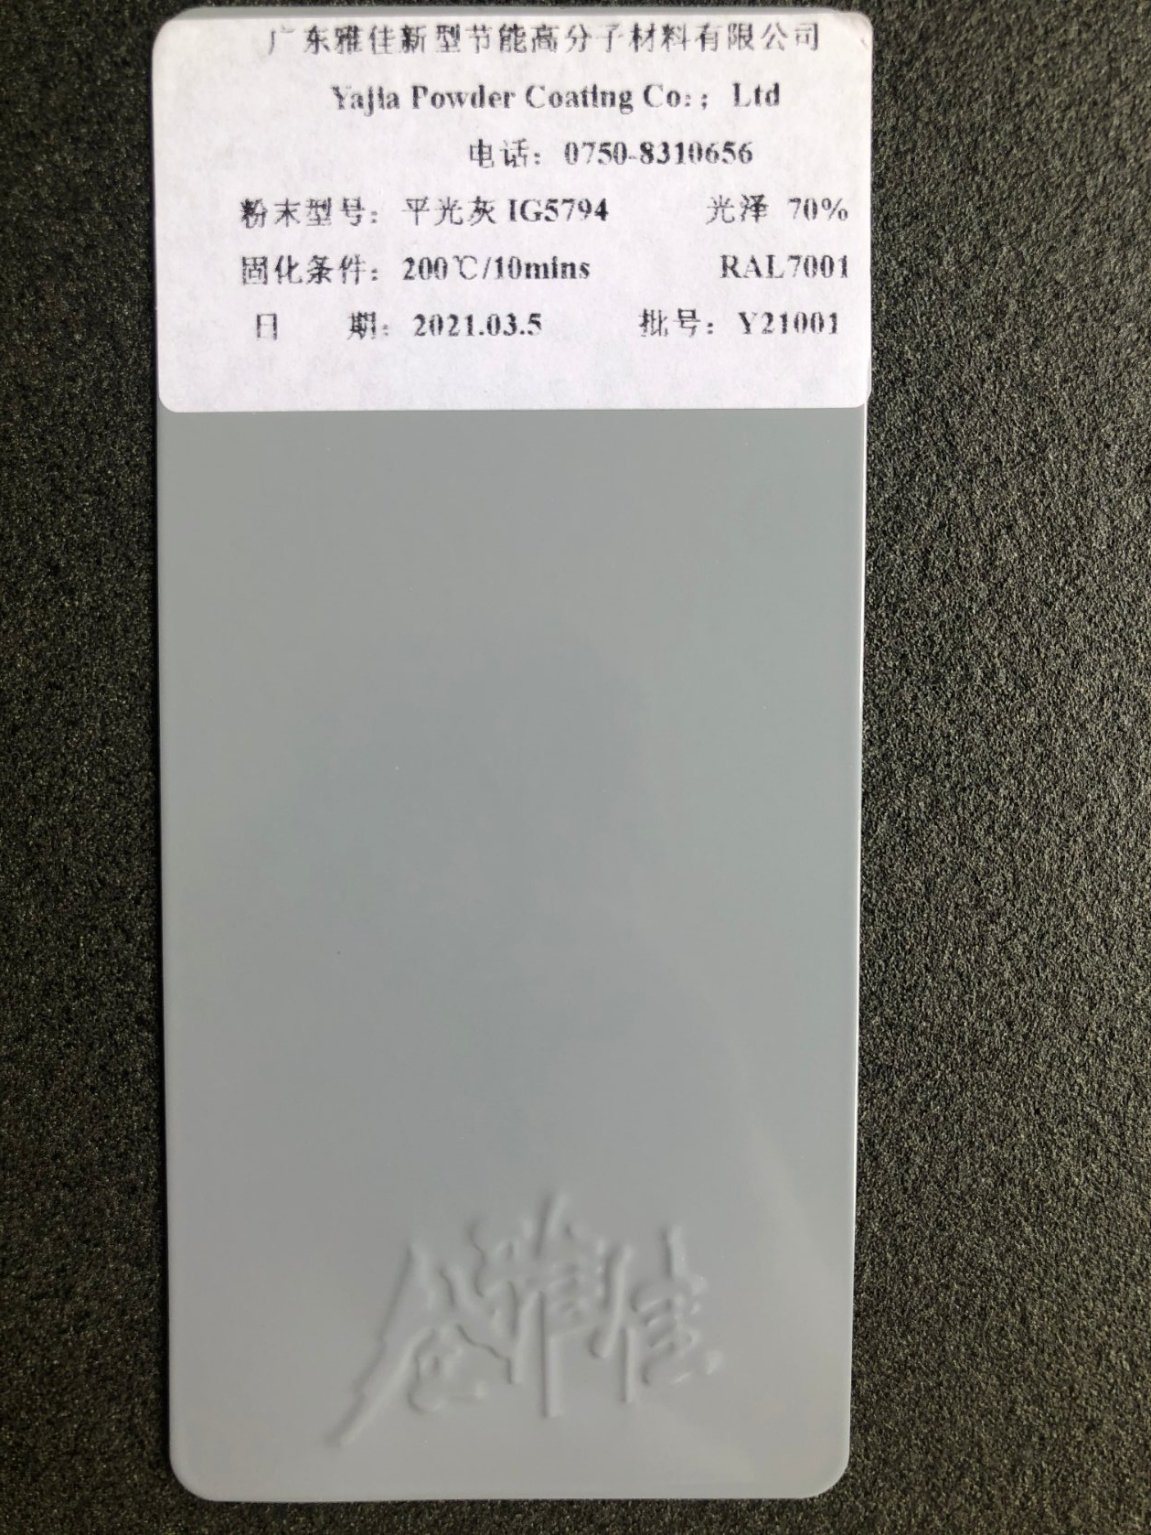 广东雅佳新型节能高分子材料有限公司
Yajia Powder Coating Co:；Ltd
电话：0750-8310656
粉末型号：平光灰 IG5794 光泽 70%
固化条件：200℃/10mins RAL7001
日 期：2021.03.5 批号：Y21001
雅佳